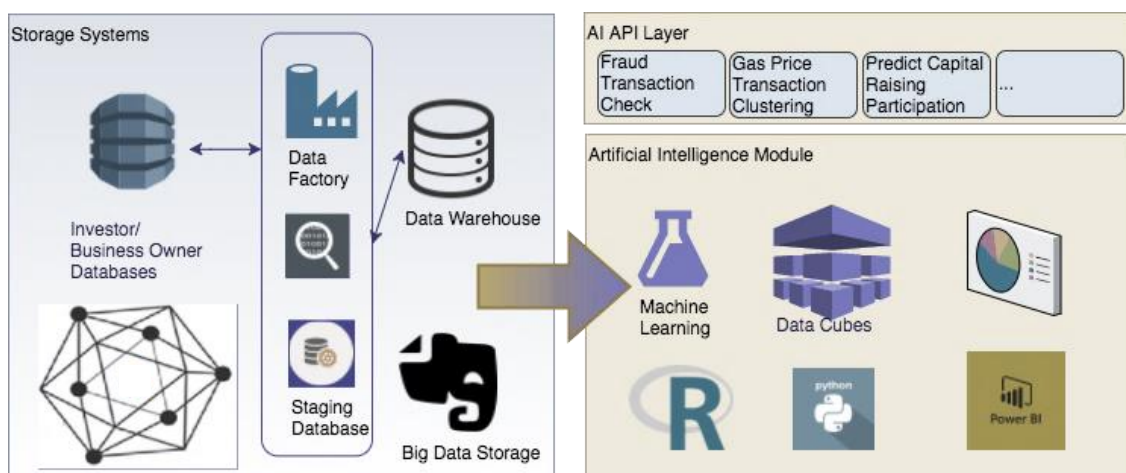 Storage Systems
Data
Factory
Data Warehouse
Investor/
Business Owner
Databases
Staging
Database
Big Data Storage
AI API Layer
Fraud
Transaction
Check
Gas Price
Transaction
Clustering
Predict Capital
Raising
Participation
...
Artificial Intelligence Module
Machine
Learning
Data Cubes
R
python
Power BI